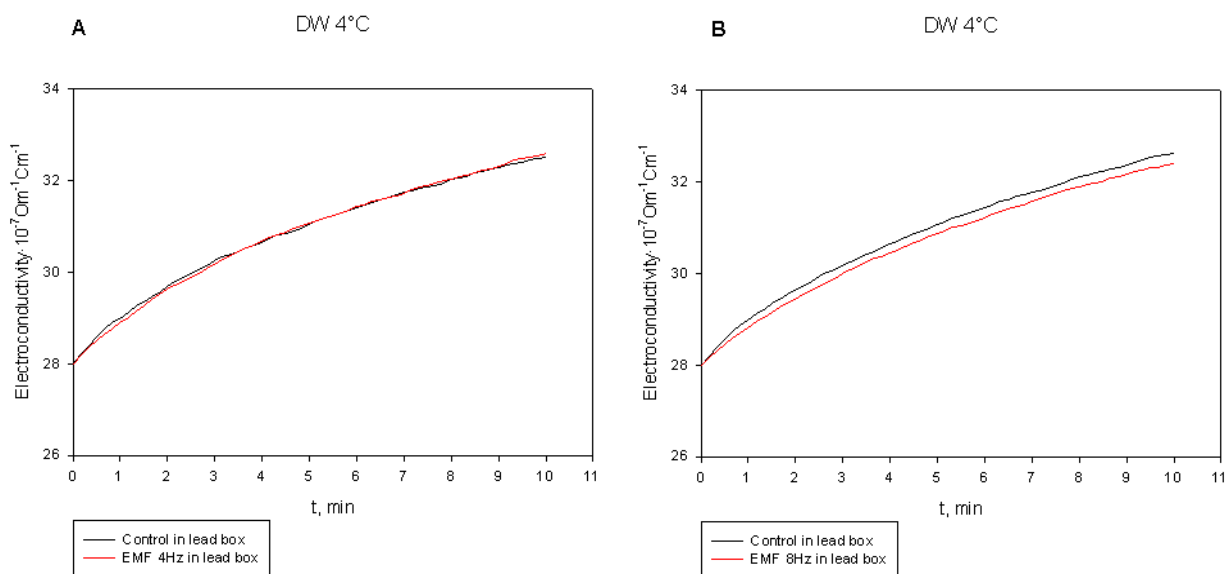 A
DW 4°C
Electroconductivity·10⁻⁷Om⁻¹Cm⁻¹
34
32
30
28
26
0 1 2 3 4 5 6 7 8 9 10 11
t, min
Control in lead box
EMF 4Hz in lead box
B
DW 4°C
Electroconductivity·10⁻⁷Om⁻¹Cm⁻¹
34
32
30
28
26
0 1 2 3 4 5 6 7 8 9 10 11
t, min
Control in lead box
EMF 8Hz in lead box